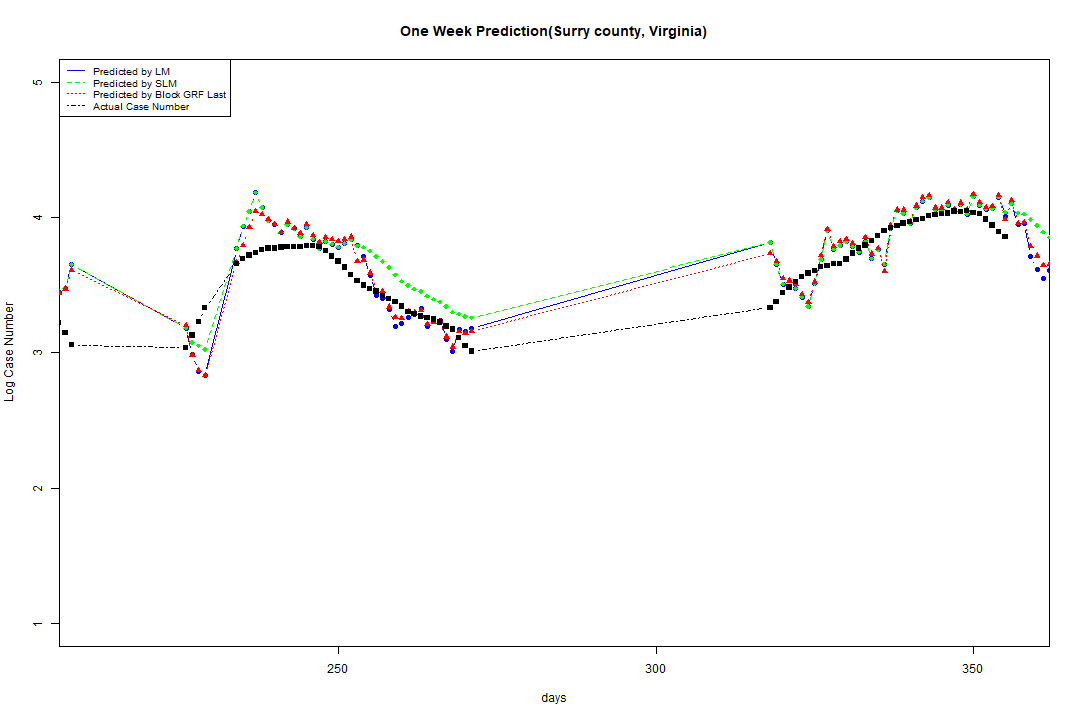 One Week Prediction(Surry county, Virginia)
Predicted by LM
Predicted by SLM
Predicted by Block GRF Last
Actual Case Number
5
4
3
2
1
Log Case Number
250
300
350
days